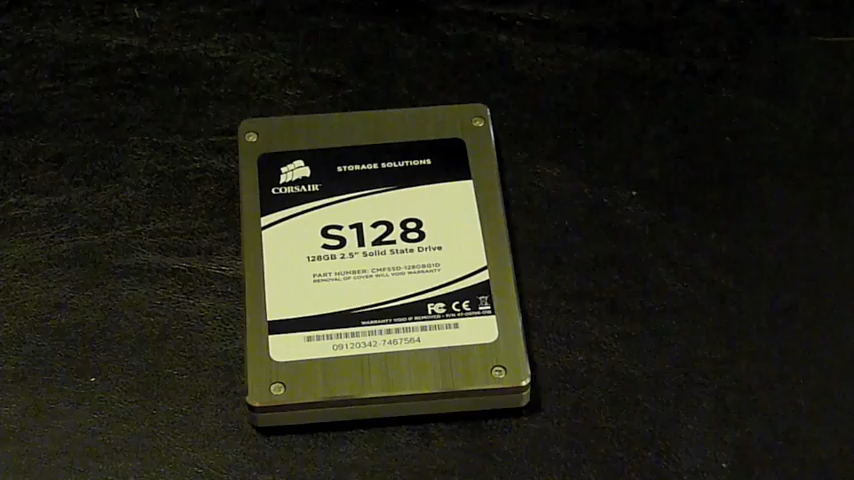 STORAGE SOLUTIONS
CORSAIR
S128
128GB 2.5" Solid State Drive
PART NUMBER: CMFSSD-128GBG1D
REMOVAL OF COVER WILL VOID WARRANTY
FC CE
WARRANTY VOID IF REMOVED
09120342-7467564